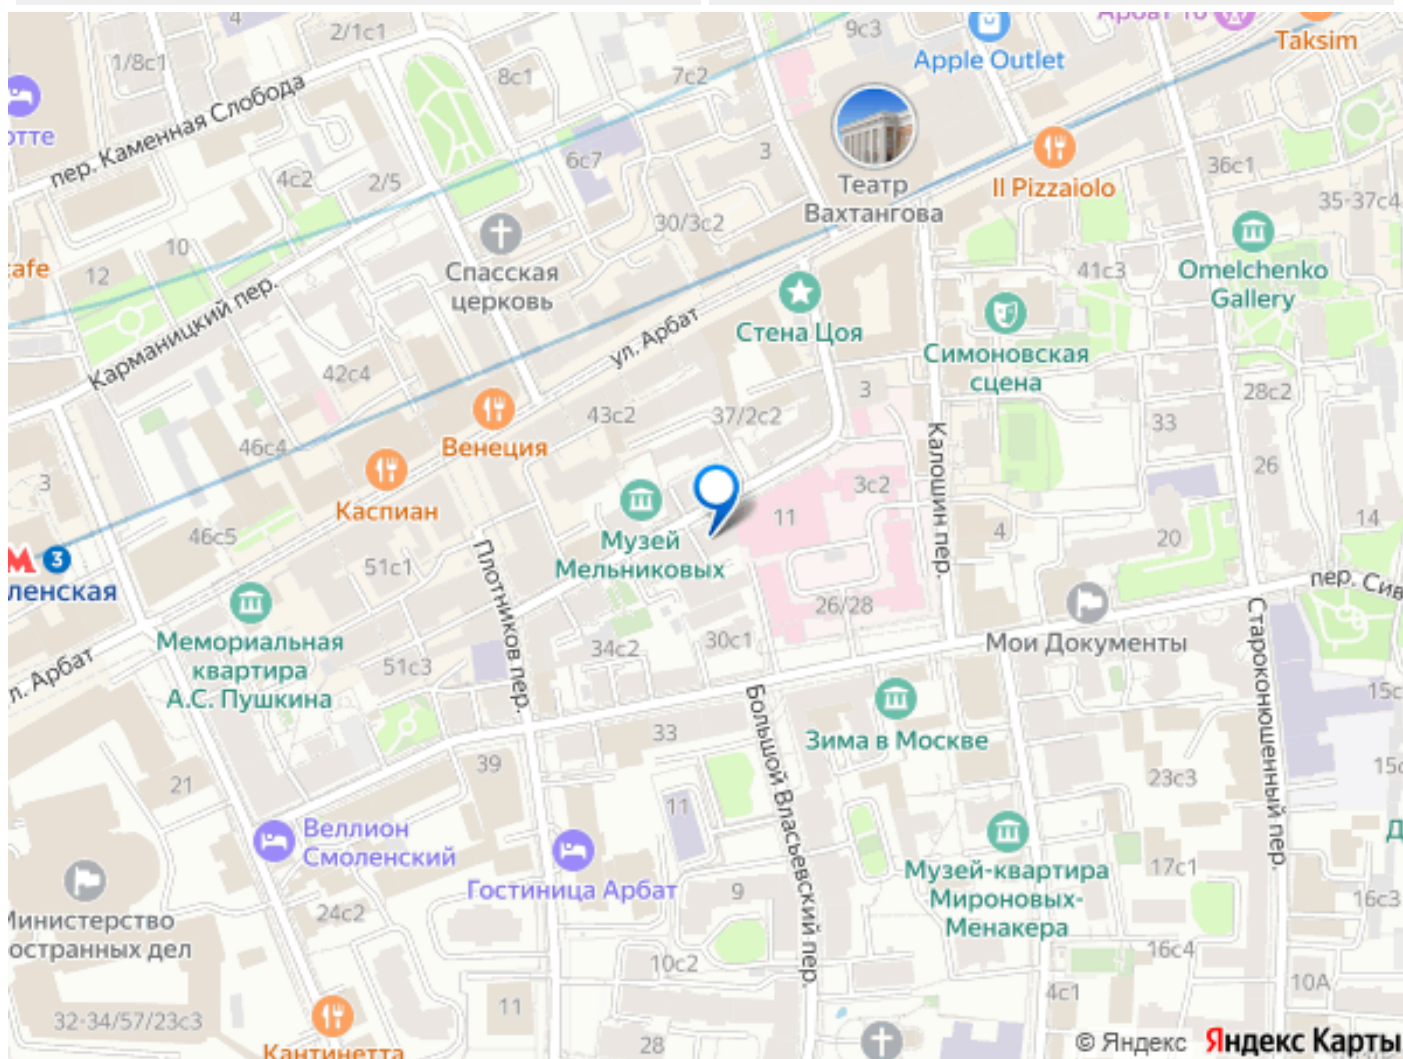 4
2/1с1
9с3
Арбат
Taksim
1/8с1
8с1
7с2
Apple Outlet
отте
пер. Каменная Слобода
6с7
3
36с1
4с2
2/5
Театр
Вахтангова
Il Pizzaiolo
35-37с4
30/3с2
10
12
cafe
Спасская
церковь
41с3
Omelchenko
Gallery
Карманицкий пер.
ул. Арбат
Стена Цоя
Симоновская
сцена
42с4
3
28с2
43с2
37/2с2
33
46с4
Венеция
Калошин пер.
26
3
Каспиан
3с2
46с5
Музей
Мельниковых
11
4
20
14
М 3
ленская
51с1
Плотников пер.
пер. Сив
26/28
Мои Документы
Мемориальная
квартира
А.С. Пушкина
34с2
30с1
51с3
л. Арбат
Староконюшенный пер.
15с
Большой Власьевский пер.
33
Зима в Москве
39
21
23с3
15с
11
Веллион
Смоленский
Д
Гостиница Арбат
9
Музей-квартира
Мироновых-
Менакера
17с1
16с3
Министерство
остранных дел
24с2
16с4
10с2
10А
4с1
11
32-34/57/23с3
28
Кантинетта
© Яндекс Яндекс Карты